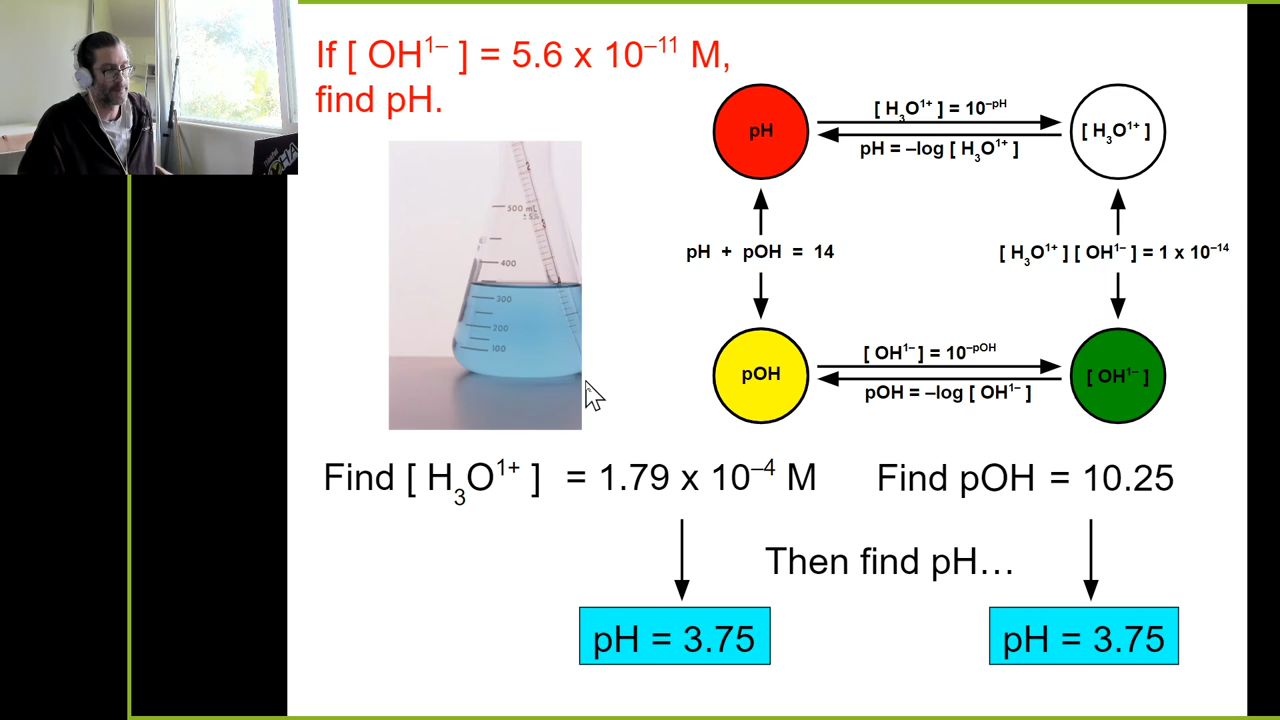 If [ OH¹⁻ ] = 5.6 x 10⁻¹¹ M,
find pH.
pH
[ H₃O¹⁺ ] = 10⁻ᵖᴴ
pH = –log [ H₃O¹⁺ ]
[ H₃O¹⁺ ]
pH + pOH = 14
[ H₃O¹⁺ ] [ OH¹⁻ ] = 1 x 10⁻¹⁴
pOH
[ OH¹⁻ ] = 10⁻ᵖᴼᴴ
pOH = –log [ OH¹⁻ ]
[ OH¹⁻ ]
500 mL
±5%
400
300
200
100
Find [ H₃O¹⁺ ] = 1.79 x 10⁻⁴ M
Find pOH = 10.25
Then find pH…
pH = 3.75
pH = 3.75